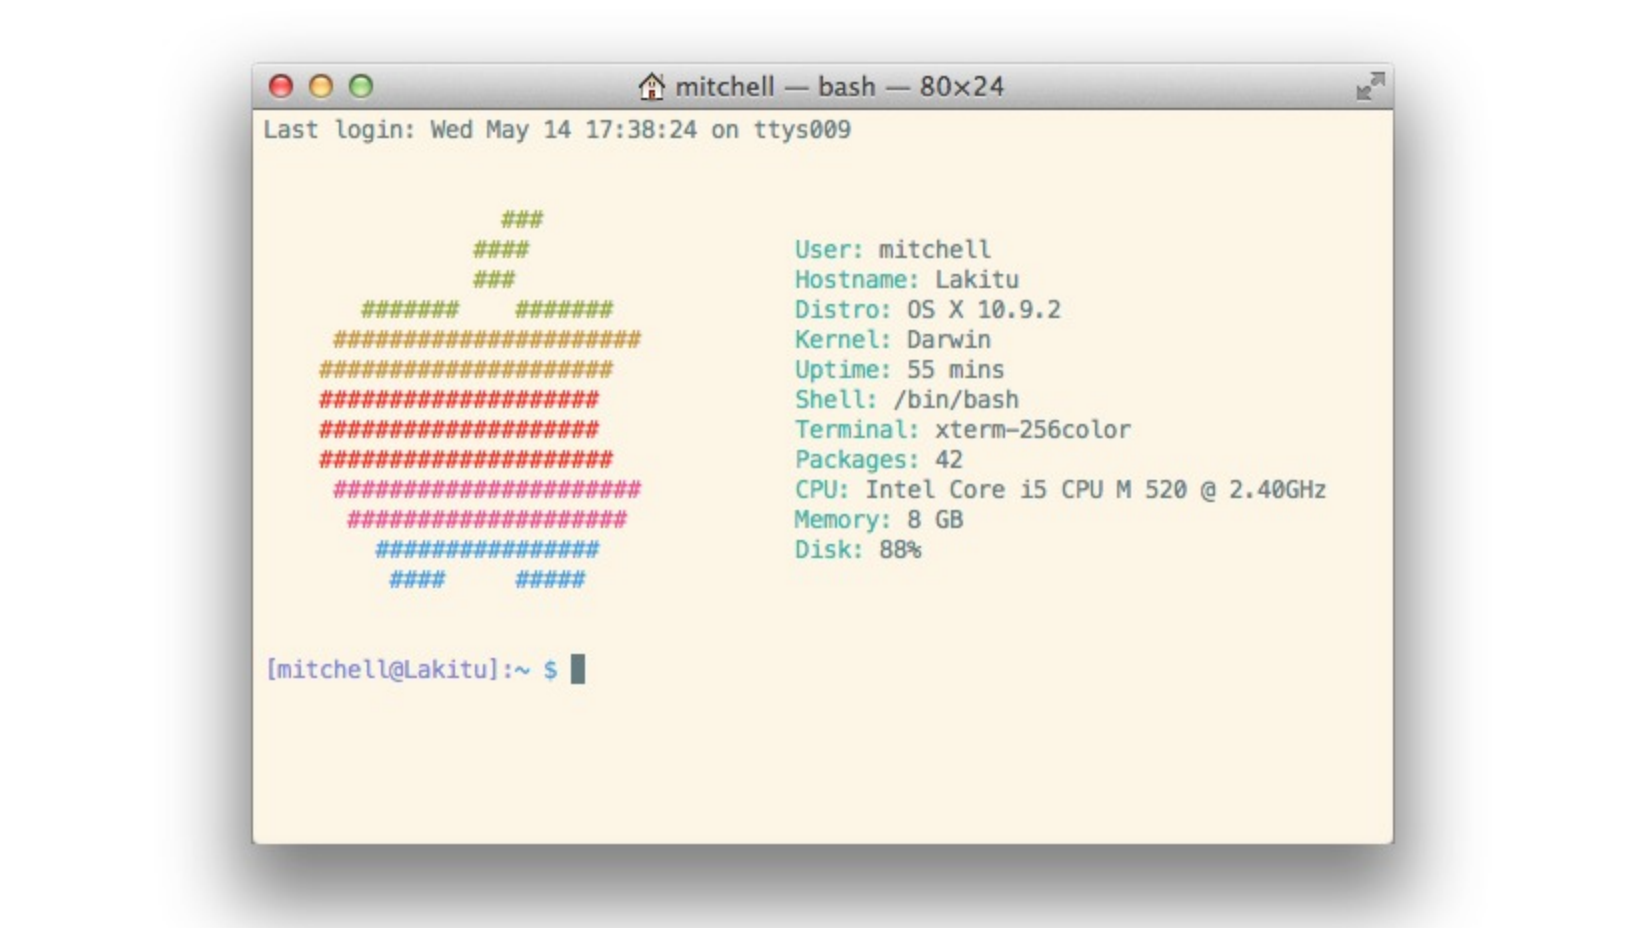 mitchell — bash — 80×24
Last login: Wed May 14 17:38:24 on ttys009
###
####
User: mitchell
###
Hostname: Lakitu
####### #######
Distro: OS X 10.9.2
######################
Kernel: Darwin
#####################
Uptime: 55 mins
####################
Shell: /bin/bash
####################
Terminal: xterm-256color
#####################
Packages: 42
######################
CPU: Intel Core i5 CPU M 520 @ 2.40GHz
####################
Memory: 8 GB
################
Disk: 88%
#### #####
[mitchell@Lakitu]:~ $